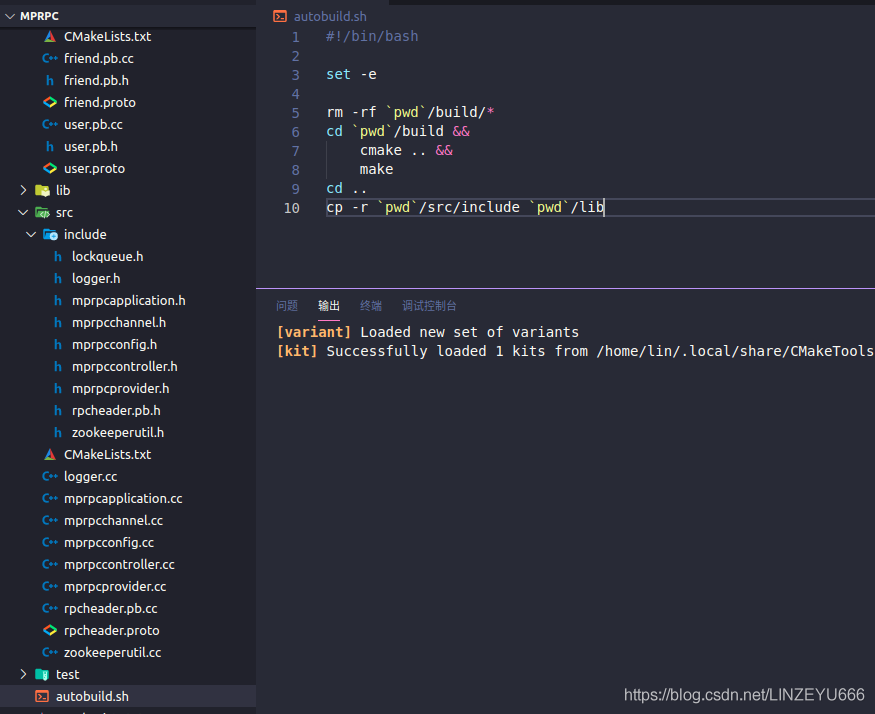 MPRPC
CMakeLists.txt
friend.pb.cc
friend.pb.h
friend.proto
user.pb.cc
user.pb.h
user.proto
lib
src
include
lockqueue.h
logger.h
mprpcapplication.h
mprpcchannel.h
mprpcconfig.h
mprpccontroller.h
mprpcprovider.h
rpcheader.pb.h
zookeeperutil.h
CMakeLists.txt
logger.cc
mprpcapplication.cc
mprpcchannel.cc
mprpcconfig.cc
mprpccontroller.cc
mprpcprovider.cc
rpcheader.pb.cc
rpcheader.proto
zookeeperutil.cc
test
autobuild.sh
autobuild.sh
1 #!/bin/bash
2
3 set -e
4
5 rm -rf `pwd`/build/*
6 cd `pwd`/build &&
7 cmake .. &&
8 make
9 cd ..
10 cp -r `pwd`/src/include `pwd`/lib
问题 输出 终端 调试控制台
[variant] Loaded new set of variants
[kit] Successfully loaded 1 kits from /home/lin/.local/share/CMakeTools
https://blog.csdn.net/LINZEYU666